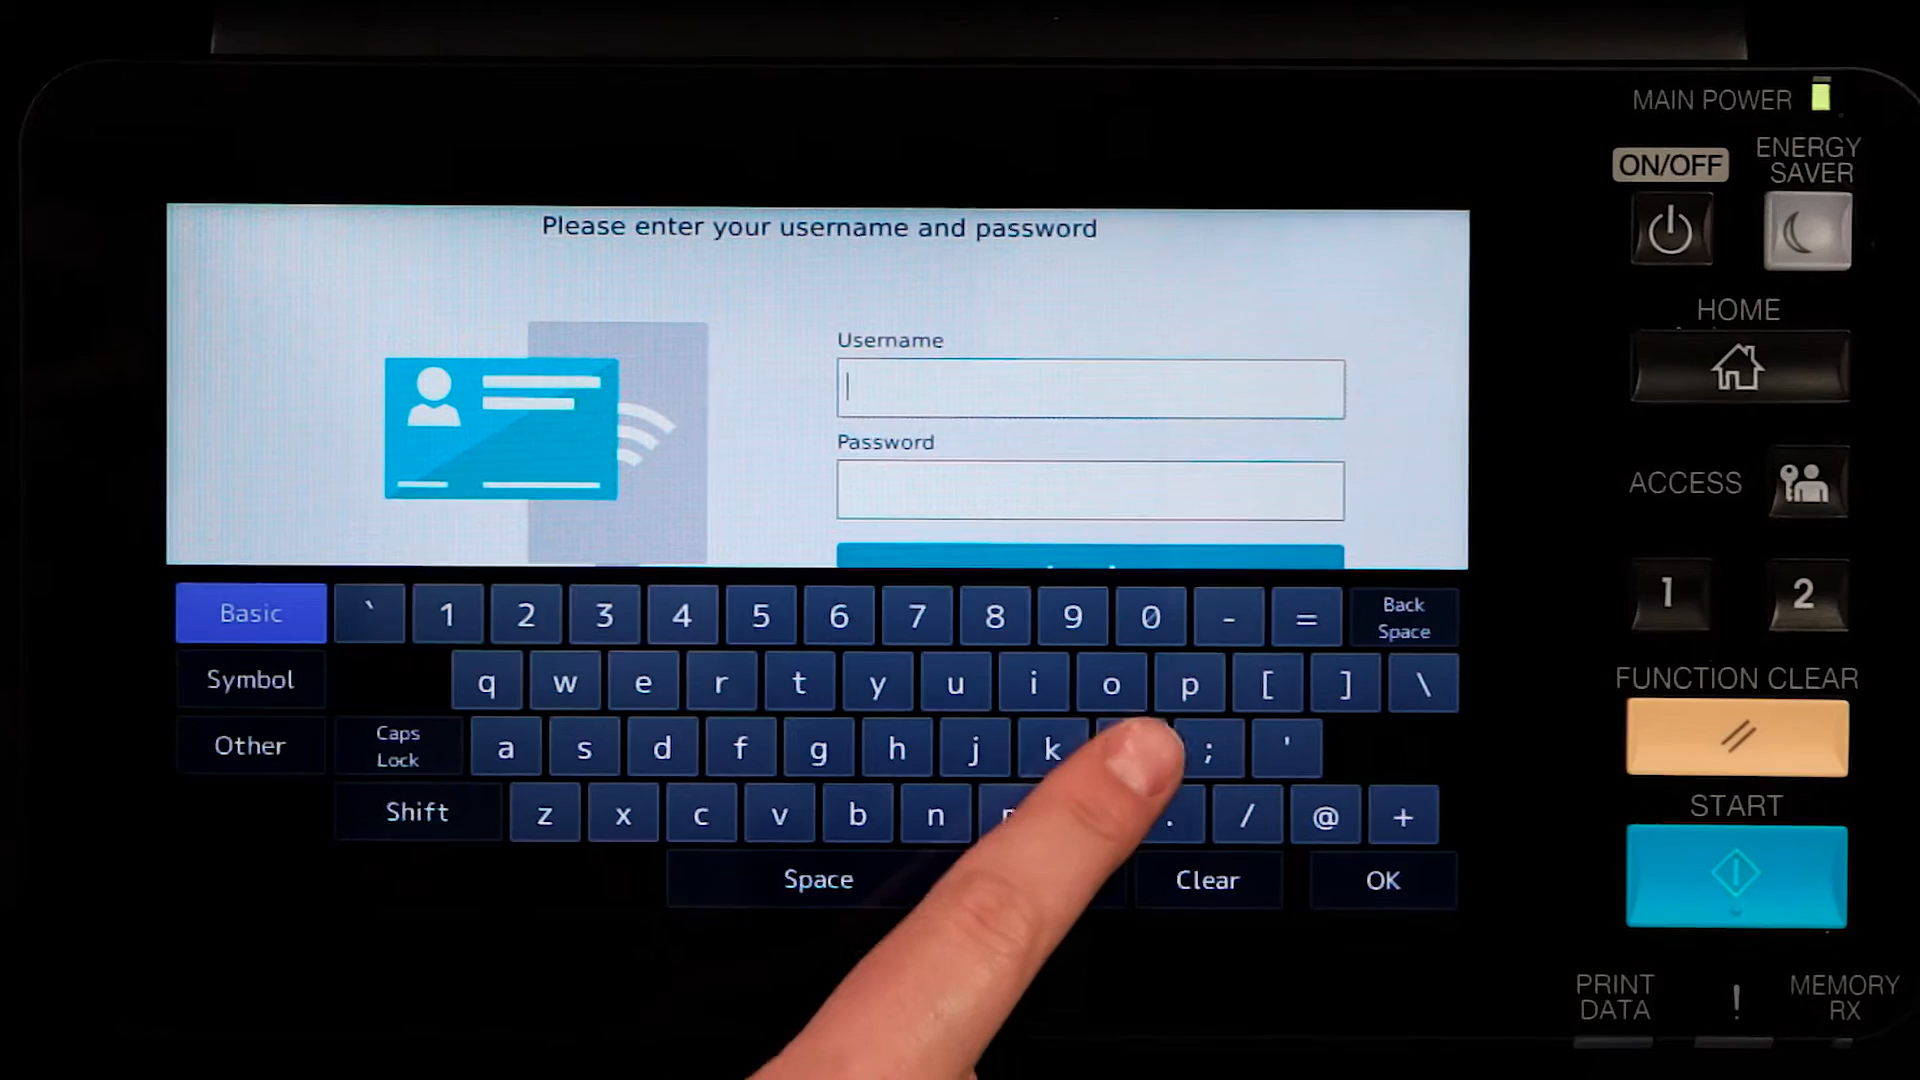 MAIN POWER
ON/OFF
ENERGY
SAVER
Please enter your username and password
HOME
Username
Password
ACCESS
Basic ` 1 2 3 4 5 6 7 8 9 0 - = Back Space
1 2
Symbol q w e r t y u i o p [ ] \
FUNCTION CLEAR
Other Caps Lock a s d f g h j k ; '
START
Shift z x c v b n . / @ +
Space Clear OK
PRINT
DATA
!
MEMORY
RX